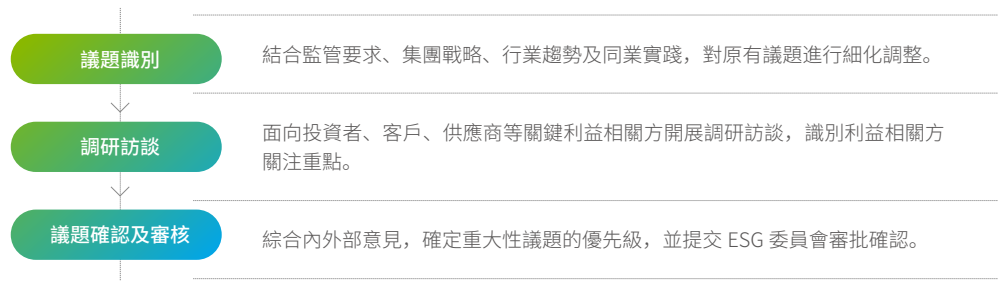 議題識別
結合監管要求、集團戰略、行業趨勢及同業實踐，對原有議題進行細化調整。
調研訪談
面向投資者、客戶、供應商等關鍵利益相關方開展調研訪談，識別利益相關方
關注重點。
議題確認及審核
綜合內外部意見，確定重大性議題的優先級，並提交 ESG 委員會審批確認。